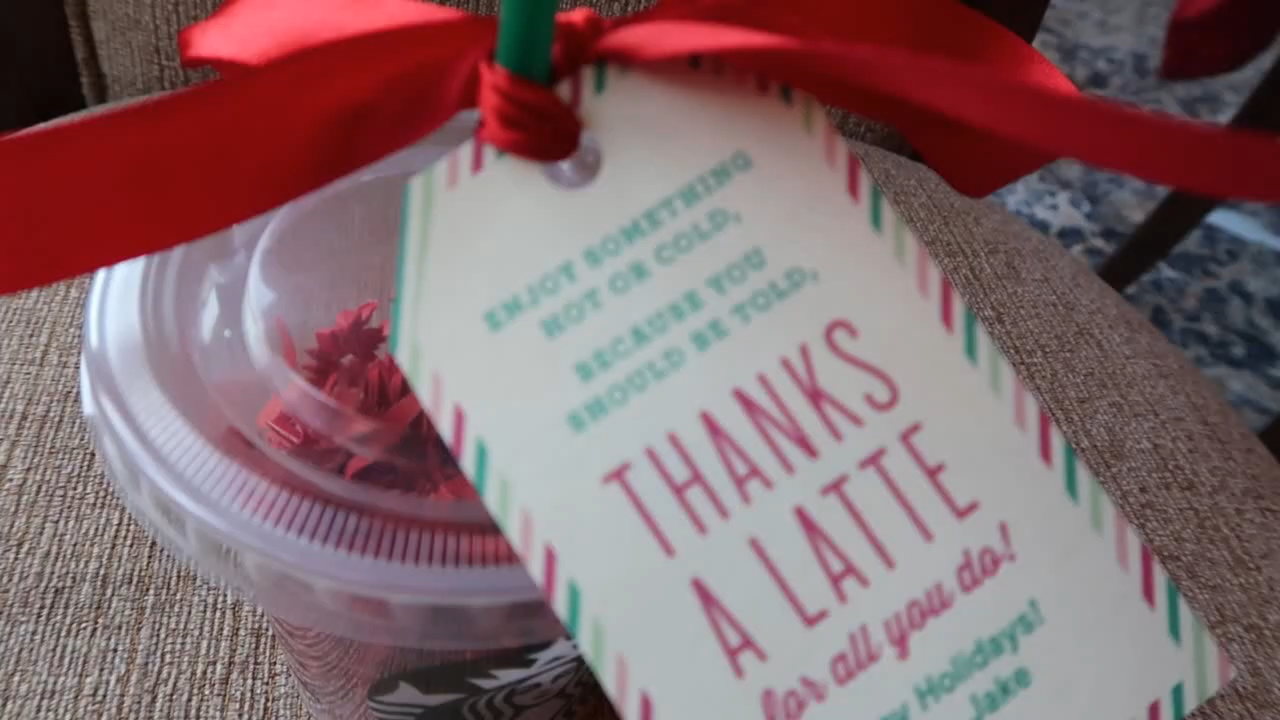 ENJOY SOMETHING
HOT OR COLD,
BECAUSE YOU
SHOULD BE TOLD,
THANKS
A LATTE
for all you do!
Holidays!
Jake